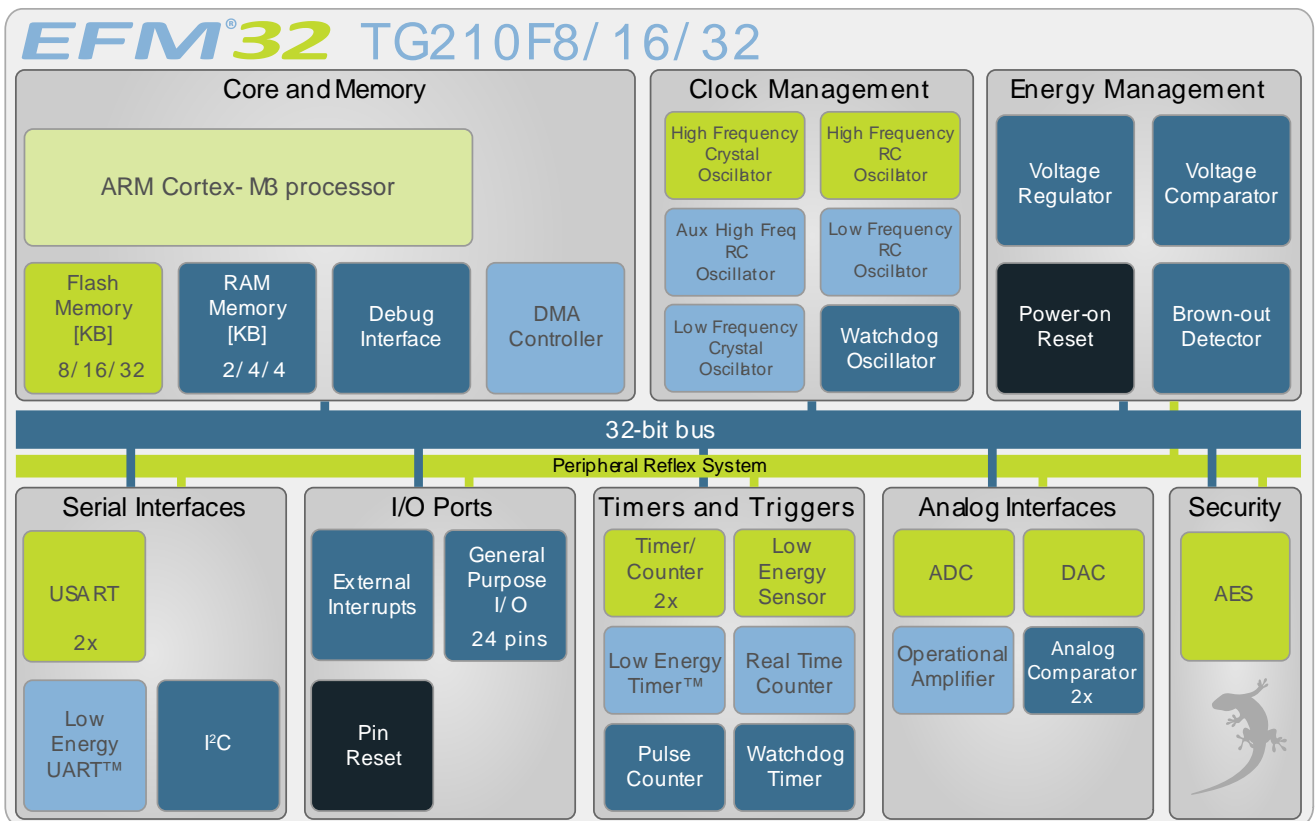 EFM®32 TG210F8/16/32
Core and Memory
ARM Cortex-M3 processor
Flash
Memory
[KB]
8/16/32
RAM
Memory
[KB]
2/4/4
Debug
Interface
DMA
Controller
Clock Management
High Frequency
Crystal
Oscillator
High Frequency
RC
Oscillator
Aux High Freq
RC
Oscillator
Low Frequency
RC
Oscillator
Low Frequency
Crystal
Oscillator
Watchdog
Oscillator
Energy Management
Voltage
Regulator
Voltage
Comparator
Power-on
Reset
Brown-out
Detector
32-bit bus
Peripheral Reflex System
Serial Interfaces
USART
2x
Low
Energy
UART™
I²C
I/O Ports
External
Interrupts
General
Purpose
I/O
24 pins
Pin
Reset
Timers and Triggers
Timer/
Counter
2x
Low
Energy
Sensor
Low Energy
Timer™
Real Time
Counter
Pulse
Counter
Watchdog
Timer
Analog Interfaces
ADC
DAC
Operational
Amplifier
Analog
Comparator
2x
Security
AES